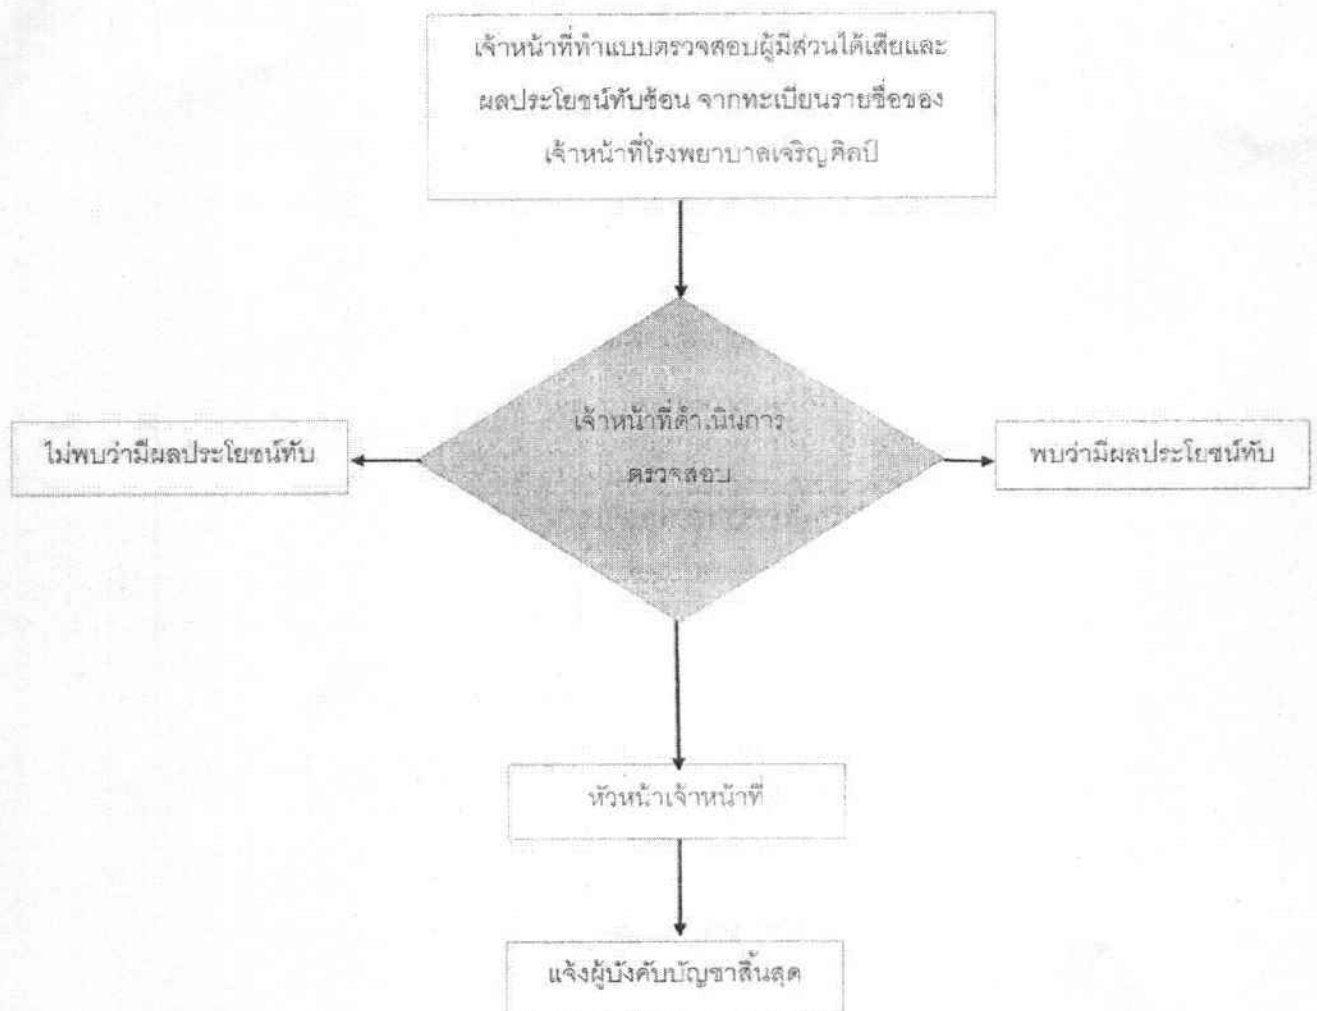 เจ้าหน้าที่ทำแบบตรวจสอบผู้มีส่วนได้เสียและ
ผลประโยชน์ทับซ้อน จากทะเบียนรายชื่อของ
เจ้าหน้าที่โรงพยาบาลเจริญศิลป์
เจ้าหน้าที่ดำเนินการ
ตรวจสอบ
ไม่พบว่ามีผลประโยชน์ทับ
พบว่ามีผลประโยชน์ทับ
หัวหน้าเจ้าหน้าที่
แจ้งผู้บังคับบัญชาสิ้นสุด